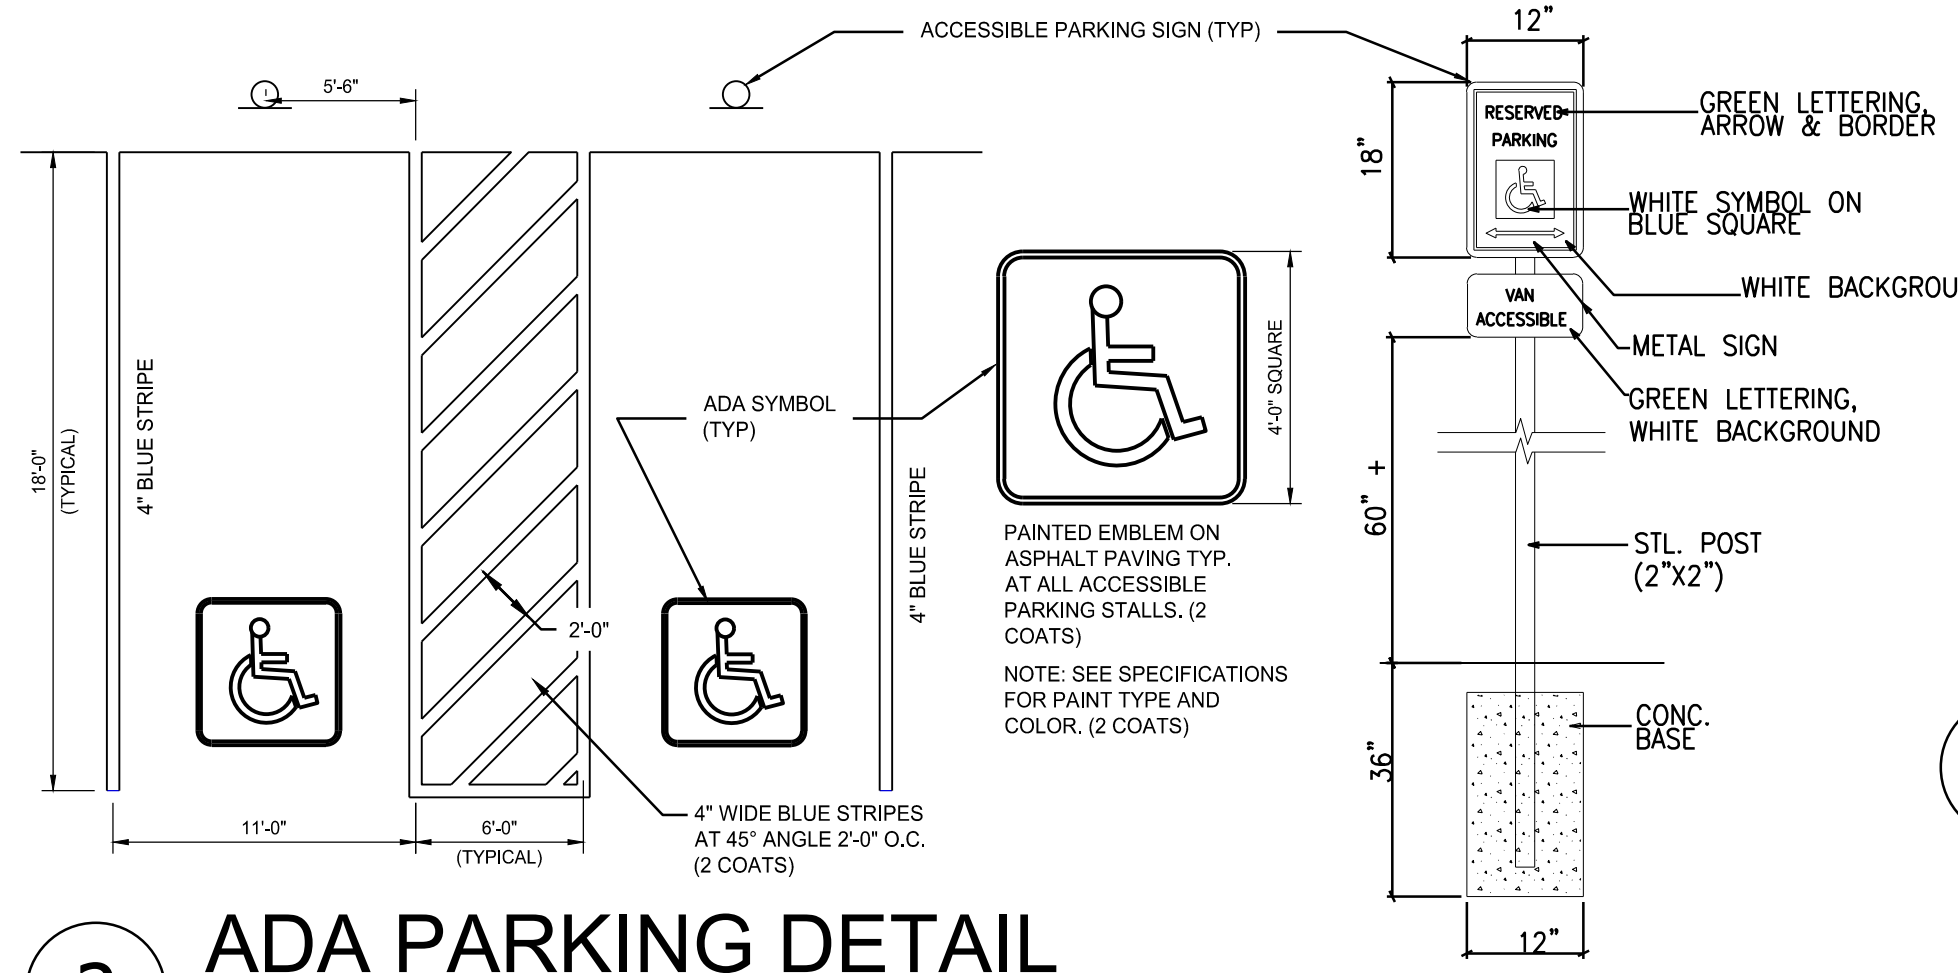 ACCESSIBLE PARKING SIGN (TYP)
5'-6"
18'-0"
(TYPICAL)
4" BLUE STRIPE
11'-0"
6'-0"
(TYPICAL)
2'-0"
4" WIDE BLUE STRIPES
AT 45° ANGLE 2'-0" O.C.
(2 COATS)
ADA SYMBOL
(TYP)
4" BLUE STRIPE
4'-0" SQUARE
PAINTED EMBLEM ON
ASPHALT PAVING TYP.
AT ALL ACCESSIBLE
PARKING STALLS. (2
COATS)
NOTE: SEE SPECIFICATIONS
FOR PAINT TYPE AND
COLOR. (2 COATS)
12"
18"
RESERVED
PARKING
VAN
ACCESSIBLE
GREEN LETTERING,
ARROW & BORDER
WHITE SYMBOL ON
BLUE SQUARE
WHITE BACKGROU
METAL SIGN
GREEN LETTERING,
WHITE BACKGROUND
60" +
STL. POST
(2"X2")
CONC.
BASE
36"
12"
ADA PARKING DETAIL